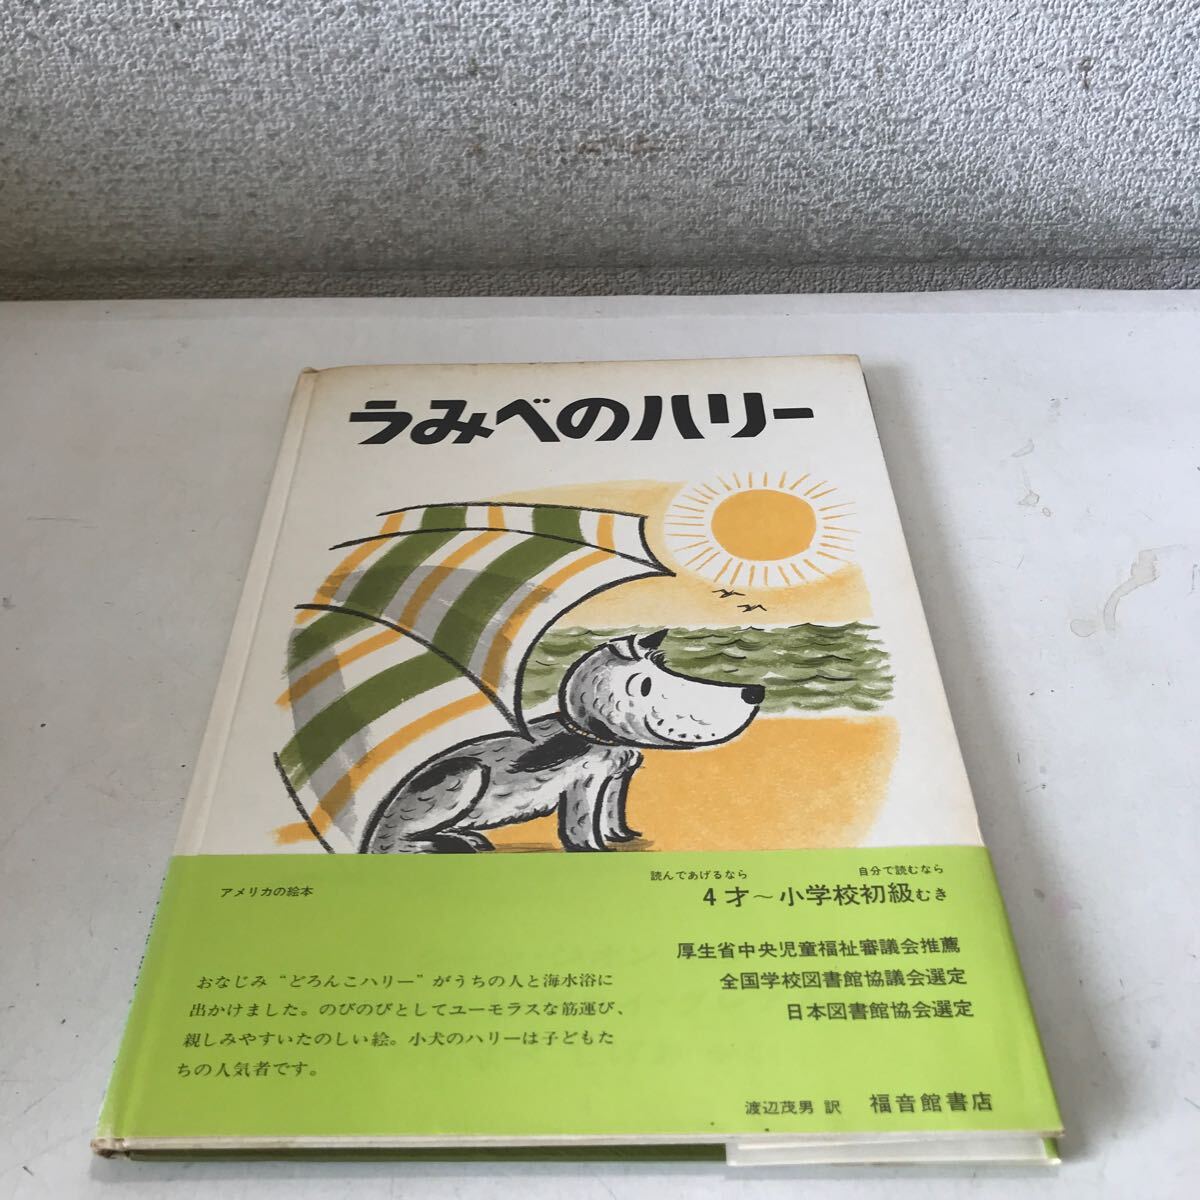 うみべのハリー
アメリカの絵本
読んであげるなら 自分で読むなら
4才～小学校初級むき
厚生省中央児童福祉審議会推薦
全国学校図書館協議会選定
日本図書館協会選定
おなじみ“どろんこハリー”がうちの人と海水浴に
出かけました。のびのびとしてユーモラスな筋運び、
親しみやすいたのしい絵。小犬のハリーは子どもた
ちの人気者です。
渡辺茂男 訳 福音館書店